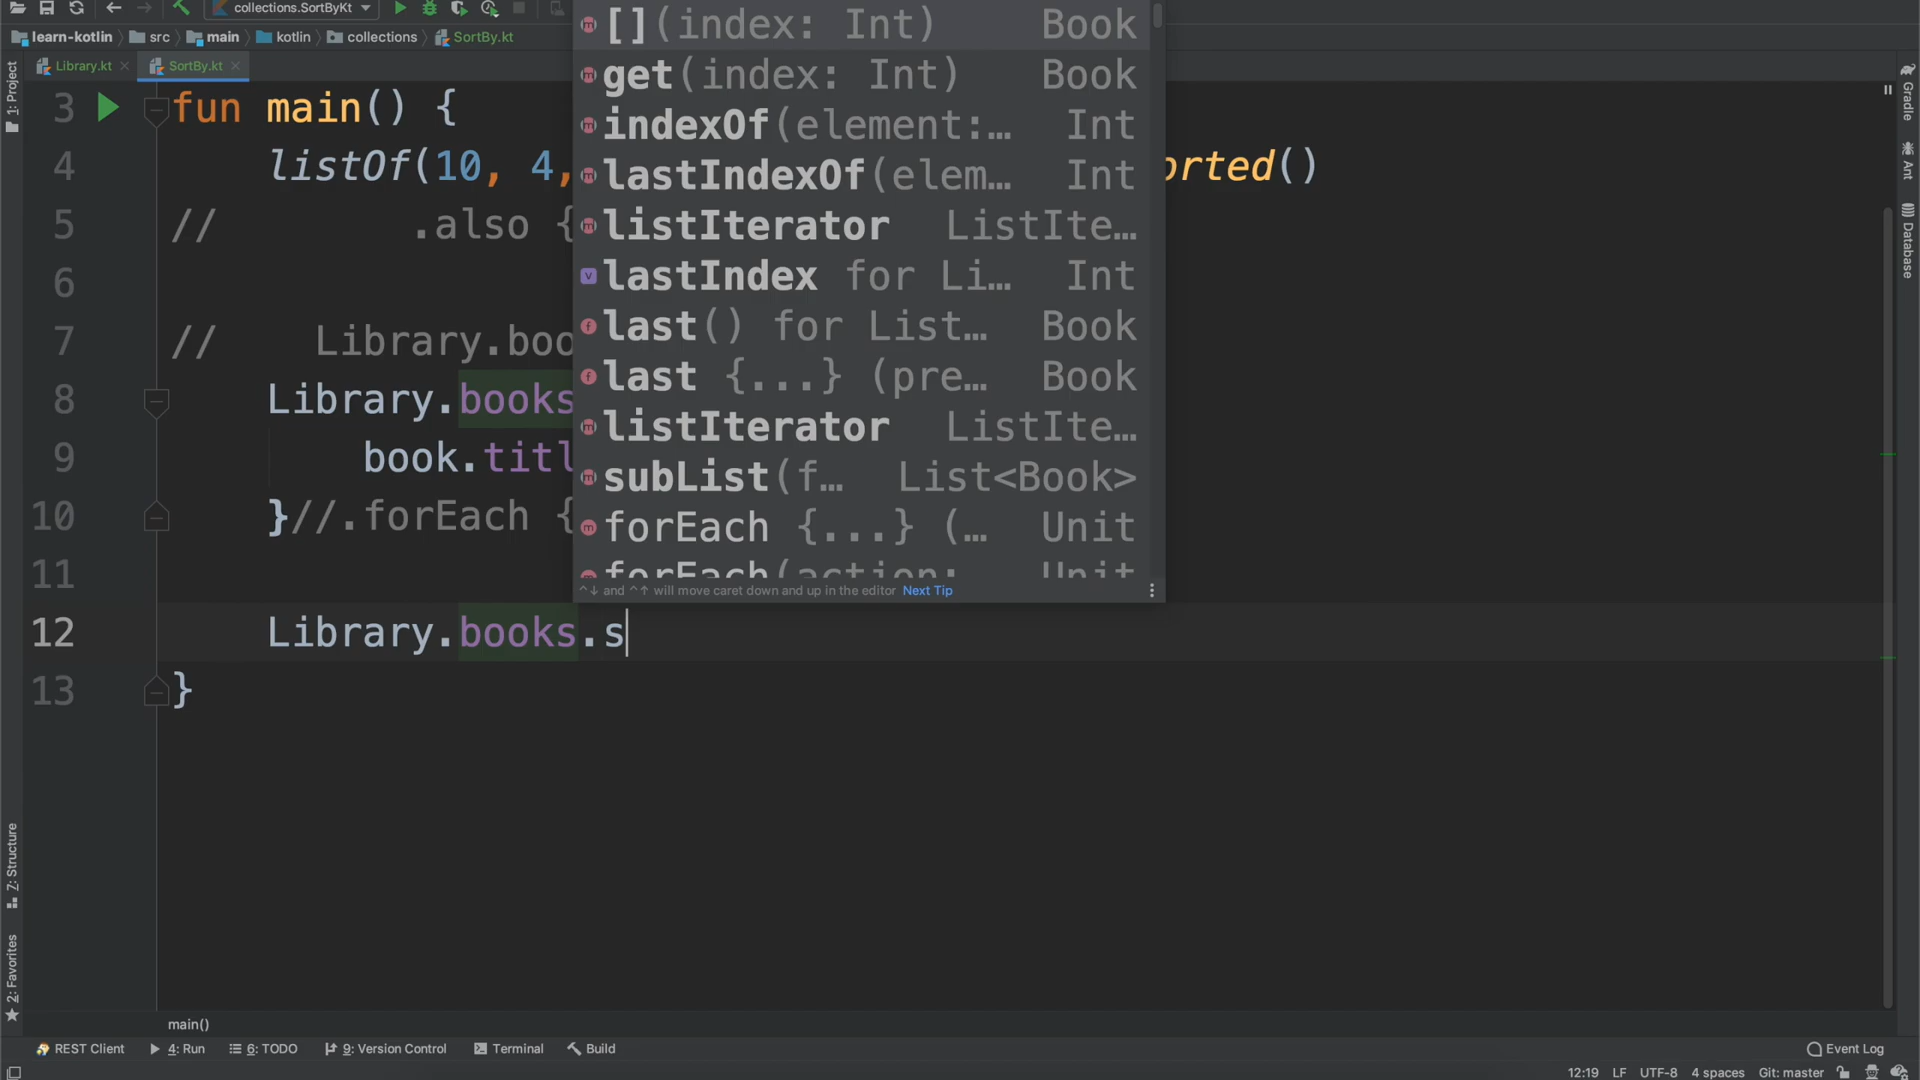 collections.SortByKt
learn-kotlin src main kotlin collections SortBy.kt
Library.kt SortBy.kt
1: Project
Z: Structure
2: Favorites
3 fun main() {
4 listOf(10, 4, orted()
5 // .also {
6
7 // Library.boo
8 Library.books
9 book.titl
10 }//.forEach {
11
12 Library.books.s
13 }
[](index: Int) Book
get(index: Int) Book
indexOf(element:… Int
lastIndexOf(elem… Int
listIterator ListIte…
lastIndex for Li… Int
last() for List… Book
last {...} (pre… Book
listIterator ListIte…
subList(f… List<Book>
forEach {...} (… Unit
forEach(action: Unit
^↓ and ^↑ will move caret down and up in the editor Next Tip
Gradle
Ant
Database
main()
REST Client 4: Run 6: TODO 9: Version Control Terminal Build Event Log
12:19 LF UTF-8 4 spaces Git: master